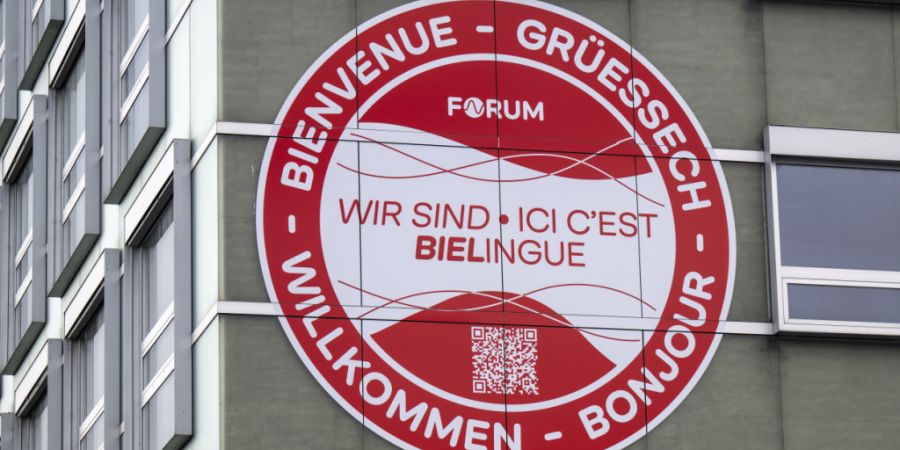 BIENVENUE - GRÜESSECH - BONJOUR - WILLKOMMEN -
FORUM
WIR SIND • ICI C'EST
BIELINGUE